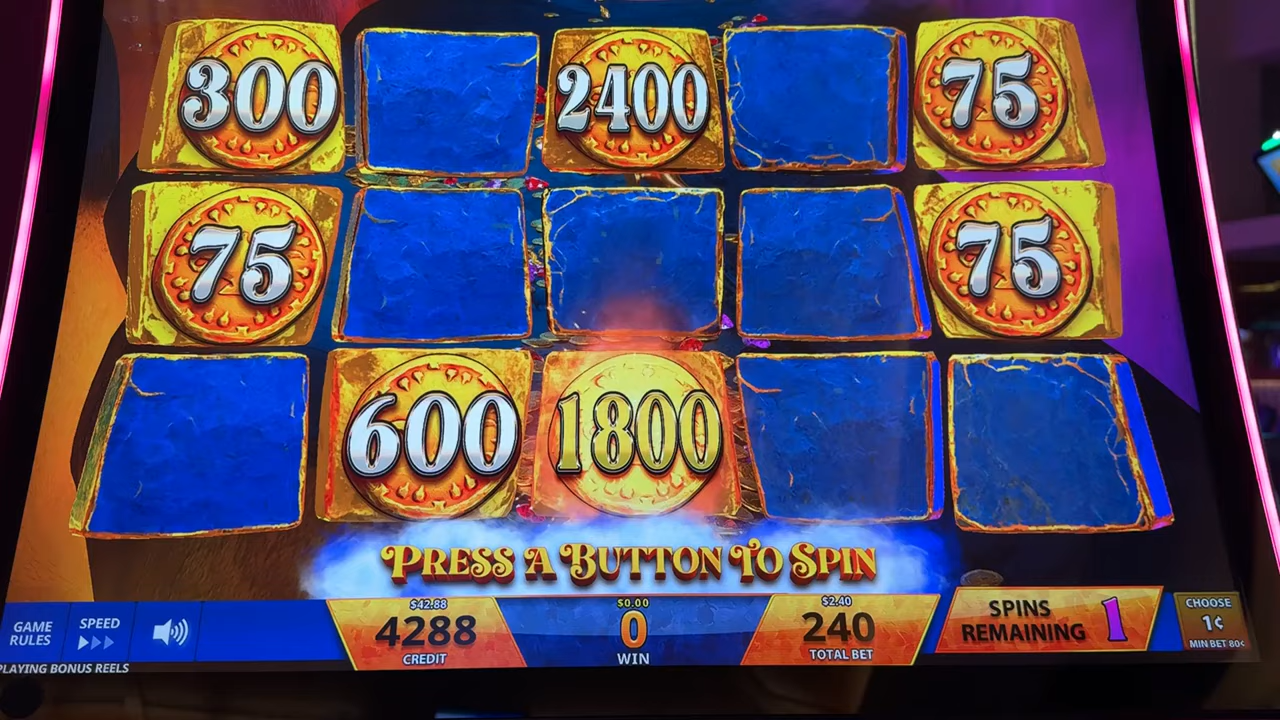 300 2400 75
75 75
600 1800
PRESS A BUTTON TO SPIN
GAME RULES
SPEED
$42.88
4288
CREDIT
$0.00
0
WIN
$2.40
240
TOTAL BET
SPINS REMAINING 1
CHOOSE
1¢
MIN BET 80¢
PLAYING BONUS REELS